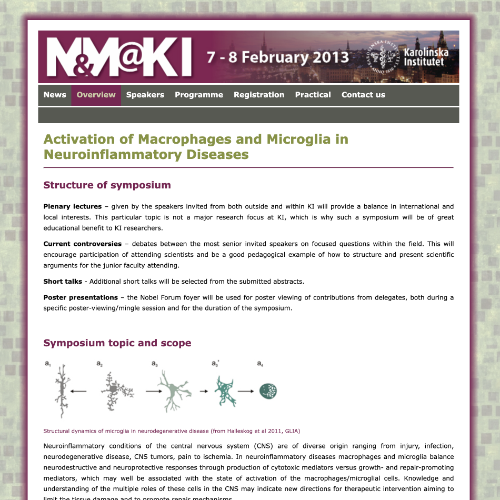 N&M@KI 7 - 8 February 2013 Karolinska
Institutet
News Overview Speakers Programme Registration Practical Contact us
Activation of Macrophages and Microglia in
Neuroinflammatory Diseases
Structure of symposium
Plenary lectures – given by the speakers invited from both outside and within KI will provide a balance in international and
local interests. This particular topic is not a major research focus at KI, which is why such a symposium will be of great
educational benefit to KI researchers.
Current controversies – debates between the most senior invited speakers on focused questions within the field. This will
encourage participation of attending scientists and be a good pedagogical example of how to structure and present scientific
arguments for the junior faculty attending.
Short talks - Additional short talks will be selected from the submitted abstracts.
Poster presentations – the Nobel Forum foyer will be used for poster viewing of contributions from delegates, both during a
specific poster-viewing/mingle session and for the duration of the symposium.
Symposium topic and scope
a₁ a₂ a₃ a₃' a₄
Structural dynamics of microglia in neurodegenerative disease (from Halleskog et al 2011, GLIA)
Neuroinflammatory conditions of the central nervous system (CNS) are of diverse origin ranging from injury, infection,
neurodegenerative disease, CNS tumors, pain to ischemia. In neuroinflammatory diseases macrophages and microglia balance
neurodestructive and neuroprotective responses through production of cytotoxic mediators versus growth- and repair-promoting
mediators, which may well be associated with the state of activation of the macrophages/microglial cells. Knowledge and
understanding of the multiple roles of these cells in the CNS may indicate new directions for therapeutic intervention aiming to
limit the tissue damage and to promote repair mechanisms.